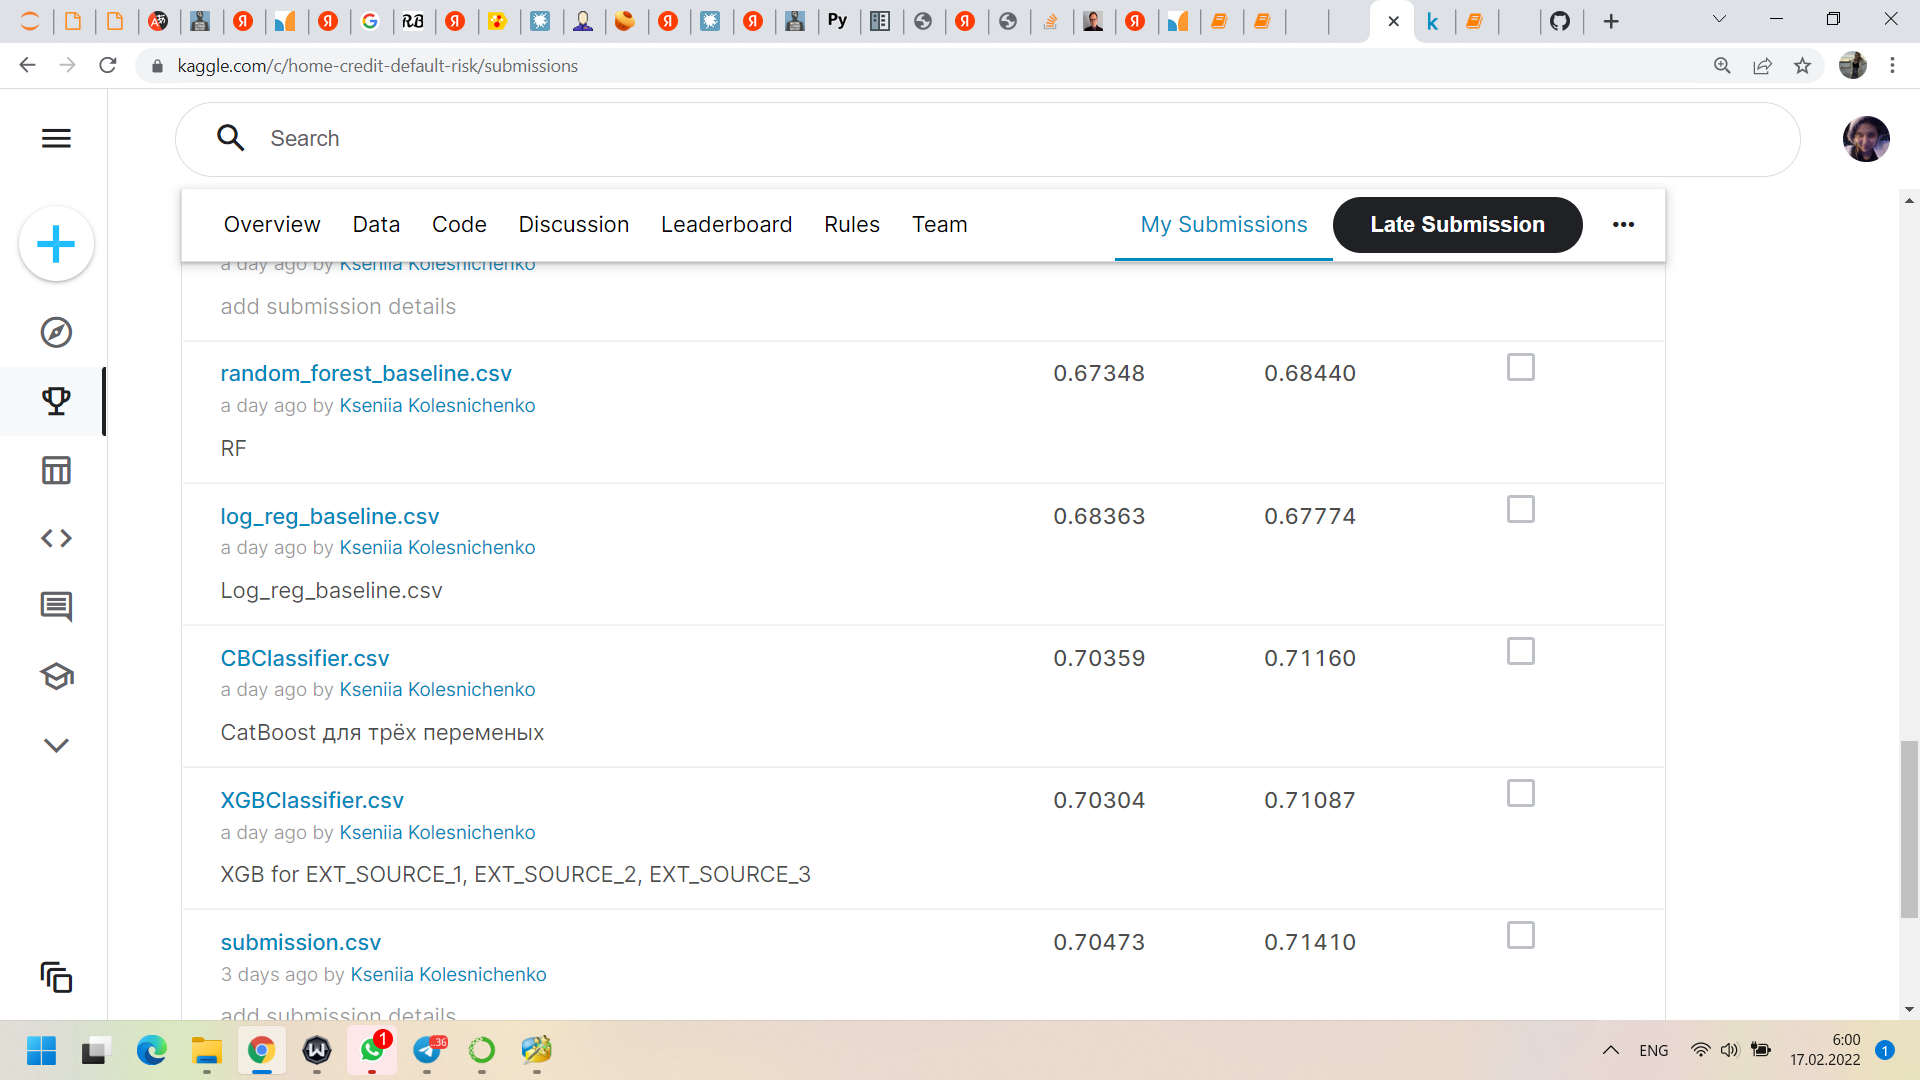 Py
kaggle.com/c/home-credit-default-risk/submissions
Search
Overview Data Code Discussion Leaderboard Rules Team My Submissions Late Submission
a day ago by Kseniia Kolesnichenko
add submission details
random_forest_baseline.csv 0.67348 0.68440
a day ago by Kseniia Kolesnichenko
RF
log_reg_baseline.csv 0.68363 0.67774
a day ago by Kseniia Kolesnichenko
Log_reg_baseline.csv
CBClassifier.csv 0.70359 0.71160
a day ago by Kseniia Kolesnichenko
CatBoost для трёх переменых
XGBClassifier.csv 0.70304 0.71087
a day ago by Kseniia Kolesnichenko
XGB for EXT_SOURCE_1, EXT_SOURCE_2, EXT_SOURCE_3
submission.csv 0.70473 0.71410
3 days ago by Kseniia Kolesnichenko
add submission details
1
ENG
6:00
17.02.2022
1